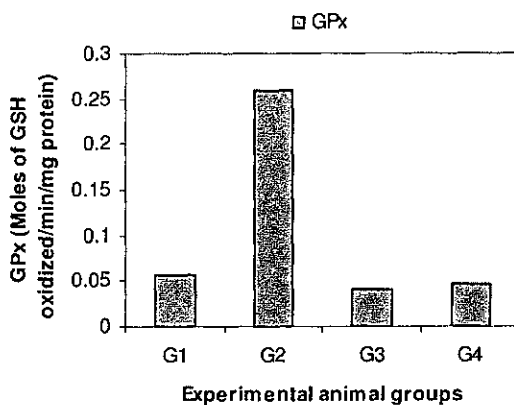 GPx
GPx (Moles of GSH
oxidized/min/mg protein)
0.3
0.25
0.2
0.15
0.1
0.05
0
G1 G2 G3 G4
Experimental animal groups